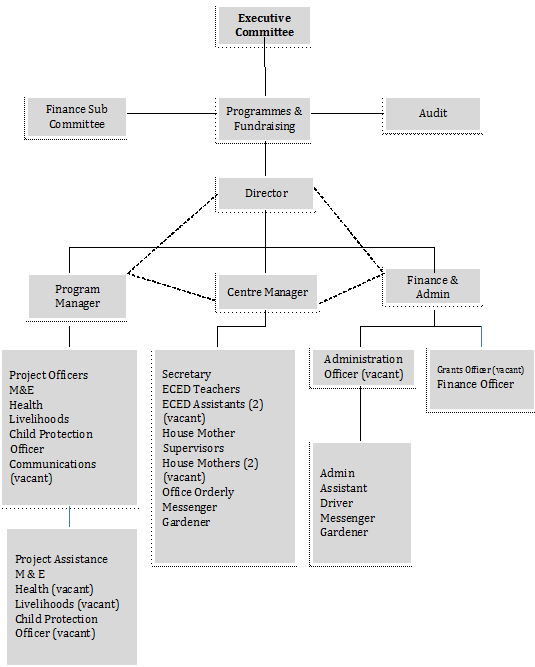 Executive
Committee
Finance Sub
Committee
Programmes &
Fundraising
Audit
Director
Program
Manager
Centre Manager
Finance &
Admin
Project Officers
M&E
Health
Livelihoods
Child Protection
Officer
Communications
(vacant)
Secretary
ECED Teachers
ECED Assistants (2)
(vacant)
House Mother
Supervisors
House Mothers (2)
(vacant)
Office Orderly
Messenger
Gardener
Administration
Officer (vacant)
Grants Officer (vacant)
Finance Officer
Admin
Assistant
Driver
Messenger
Gardener
Project Assistance
M & E
Health (vacant)
Livelihoods (vacant)
Child Protection
Officer (vacant)